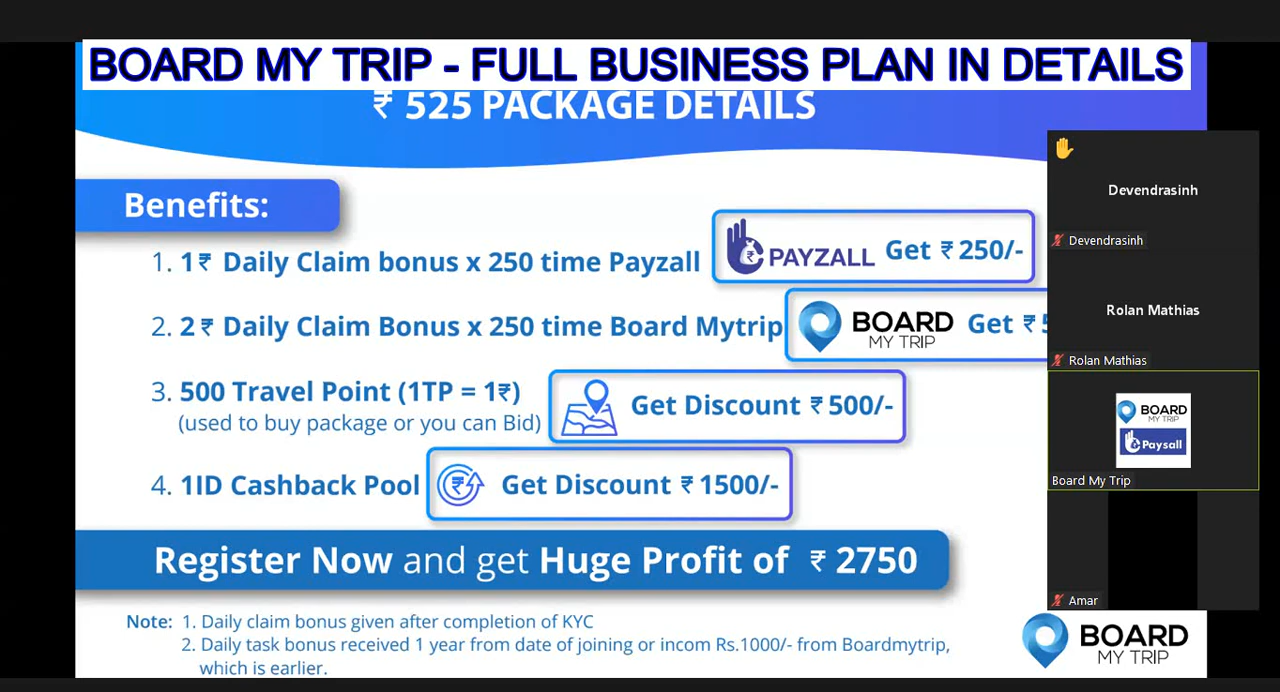 BOARD MY TRIP - FULL BUSINESS PLAN IN DETAILS
₹ 525 PACKAGE DETAILS
Benefits:
1. 1₹ Daily Claim bonus x 250 time Payzall
PAYZALL Get ₹ 250/-
2. 2₹ Daily Claim Bonus x 250 time Board Mytrip
BOARD
MY TRIP
Get ₹
3. 500 Travel Point (1TP = 1₹)
(used to buy package or you can Bid)
Get Discount ₹ 500/-
4. 1ID Cashback Pool
Get Discount ₹ 1500/-
Register Now and get Huge Profit of ₹ 2750
Note: 1. Daily claim bonus given after completion of KYC
2. Daily task bonus received 1 year from date of joining or incom Rs.1000/- from Boardmytrip,
which is earlier.
BOARD
MY TRIP
Devendrasinh
Devendrasinh
Rolan Mathias
Rolan Mathias
BOARD
MY TRIP
Paysall
Board My Trip
Amar